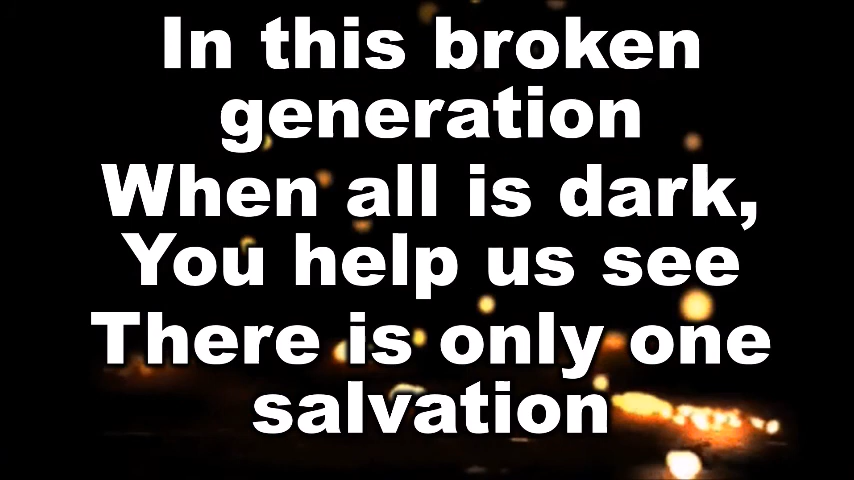 In this broken
generation
When all is dark,
You help us see
There is only one
salvation